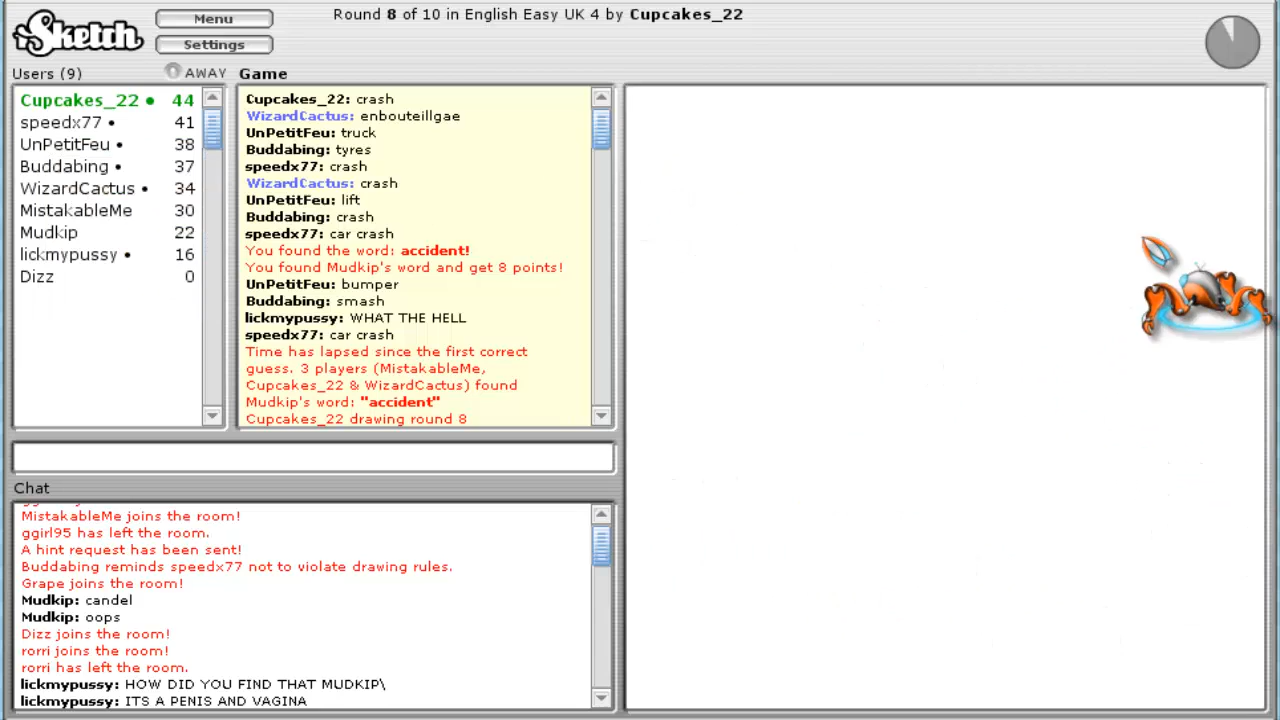 iSketch
Menu
Settings
Round 8 of 10 in English Easy UK 4 by Cupcakes_22
Users (9)
AWAY
Game
Cupcakes_22 • 44
speedx77 • 41
UnPetitFeu • 38
Buddabing • 37
WizardCactus • 34
MistakableMe 30
Mudkip 22
lickmypussy • 16
Dizz 0
Cupcakes_22: crash
WizardCactus: enbouteillgae
UnPetitFeu: truck
Buddabing: tyres
speedx77: crash
WizardCactus: crash
UnPetitFeu: lift
Buddabing: crash
speedx77: car crash
You found the word: accident!
You found Mudkip's word and get 8 points!
UnPetitFeu: bumper
Buddabing: smash
lickmypussy: WHAT THE HELL
speedx77: car crash
Time has lapsed since the first correct
guess. 3 players (MistakableMe,
Cupcakes_22 & WizardCactus) found
Mudkip's word: "accident"
Cupcakes_22 drawing round 8
Chat
MistakableMe joins the room!
ggirl95 has left the room.
A hint request has been sent!
Buddabing reminds speedx77 not to violate drawing rules.
Grape joins the room!
Mudkip: candel
Mudkip: oops
Dizz joins the room!
rorri joins the room!
rorri has left the room.
lickmypussy: HOW DID YOU FIND THAT MUDKIP\
lickmypussy: ITS A PENIS AND VAGINA